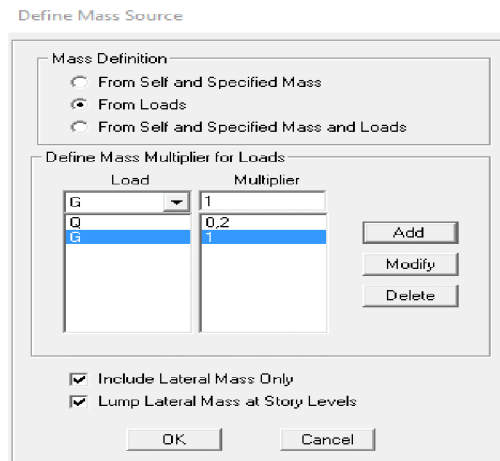 Define Mass Source
Mass Definition
From Self and Specified Mass
From Loads
From Self and Specified Mass and Loads
Define Mass Multiplier for Loads
Load Multiplier
G 1
Q 0,2
G 1
Add
Modify
Delete
Include Lateral Mass Only
Lump Lateral Mass at Story Levels
OK Cancel